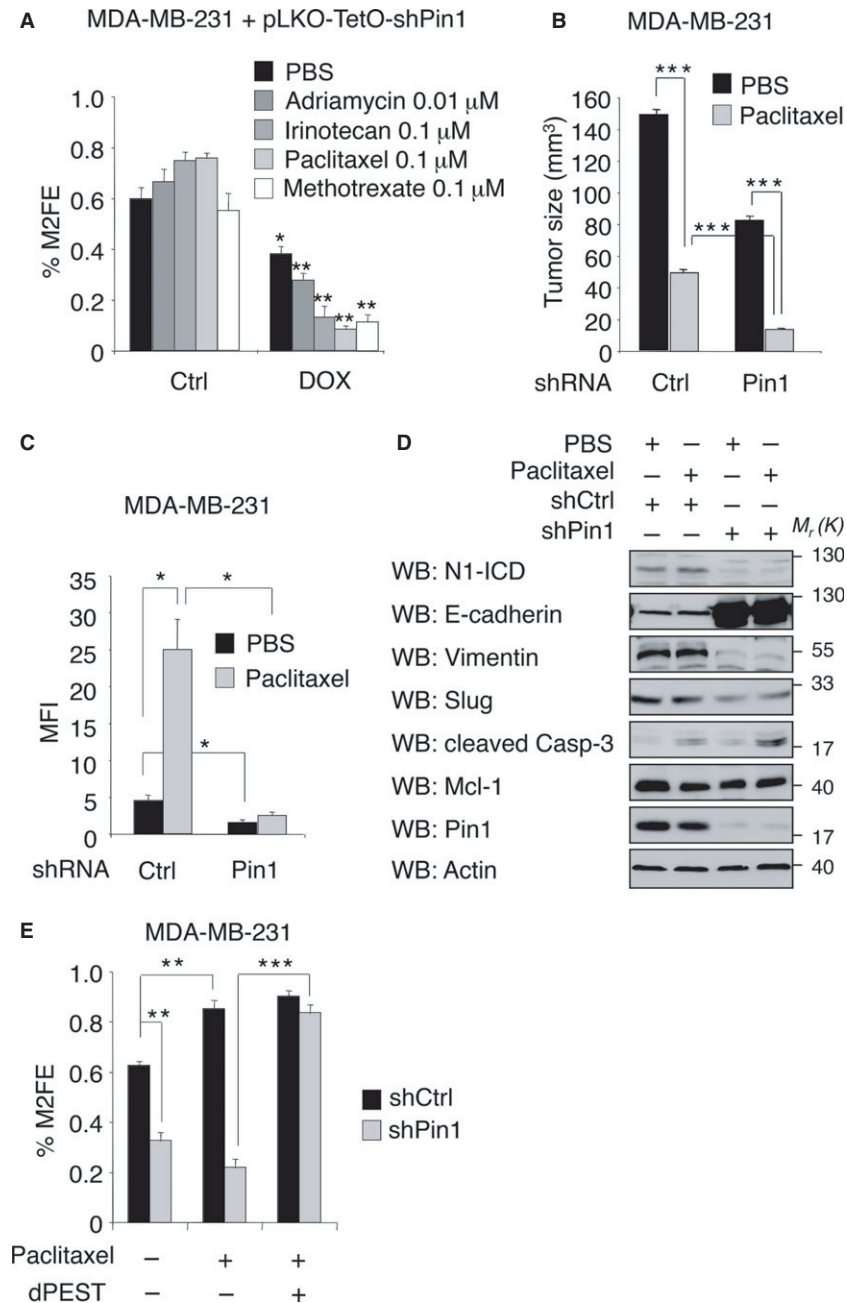 A
MDA-MB-231 + pLKO-TetO-shPin1
PBS
Adriamycin 0.01 μM
Irinotecan 0.1 μM
Paclitaxel 0.1 μM
Methotrexate 0.1 μM
% M2FE
1.0
0.8
0.6
0.4
0.2
0
*
**
**
**
**
Ctrl
DOX
B
MDA-MB-231
PBS
Paclitaxel
Tumor size (mm³)
160
140
120
100
80
60
40
20
0
***
***
***
shRNA
Ctrl
Pin1
C
MDA-MB-231
MFI
35
30
25
20
15
10
5
0
*
*
*
PBS
Paclitaxel
shRNA
Ctrl
Pin1
D
PBS + – + –
Paclitaxel – + – +
shCtrl + + – –
shPin1 – – + +
Mr (K)
WB: N1-ICD 130
WB: E-cadherin 130
WB: Vimentin 55
WB: Slug 33
WB: cleaved Casp-3 17
WB: Mcl-1 40
WB: Pin1 17
WB: Actin 40
E
MDA-MB-231
% M2FE
1.0
0.8
0.6
0.4
0.2
0
**
**
***
shCtrl
shPin1
Paclitaxel – + +
dPEST – – +